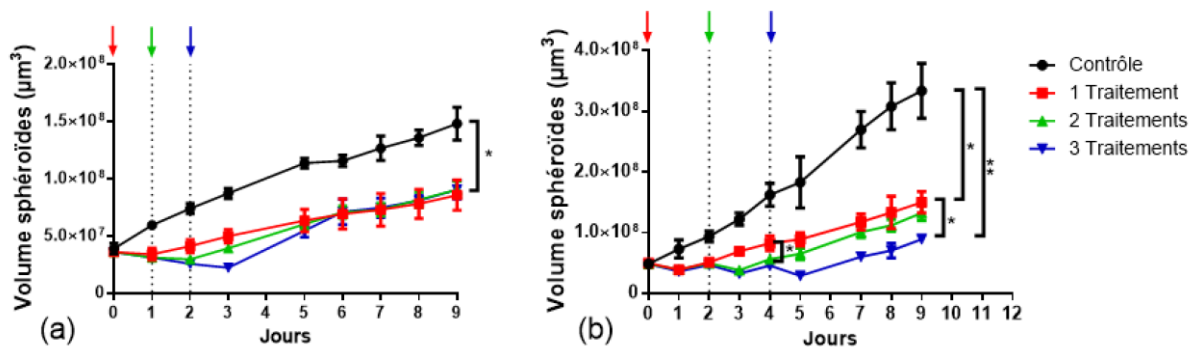 Volume sphéroïdes (µm³)
2.0×10⁸
1.5×10⁸
1.0×10⁸
5.0×10⁷
0
0 1 2 3 4 5 6 7 8 9
Jours
*
(a)
Volume sphéroïdes (µm³)
4.0×10⁸
3.0×10⁸
2.0×10⁸
1.0×10⁸
0
0 1 2 3 4 5 6 7 8 9 10 11 12
Jours
*
*
**
*
(b)
Contrôle
1 Traitement
2 Traitements
3 Traitements